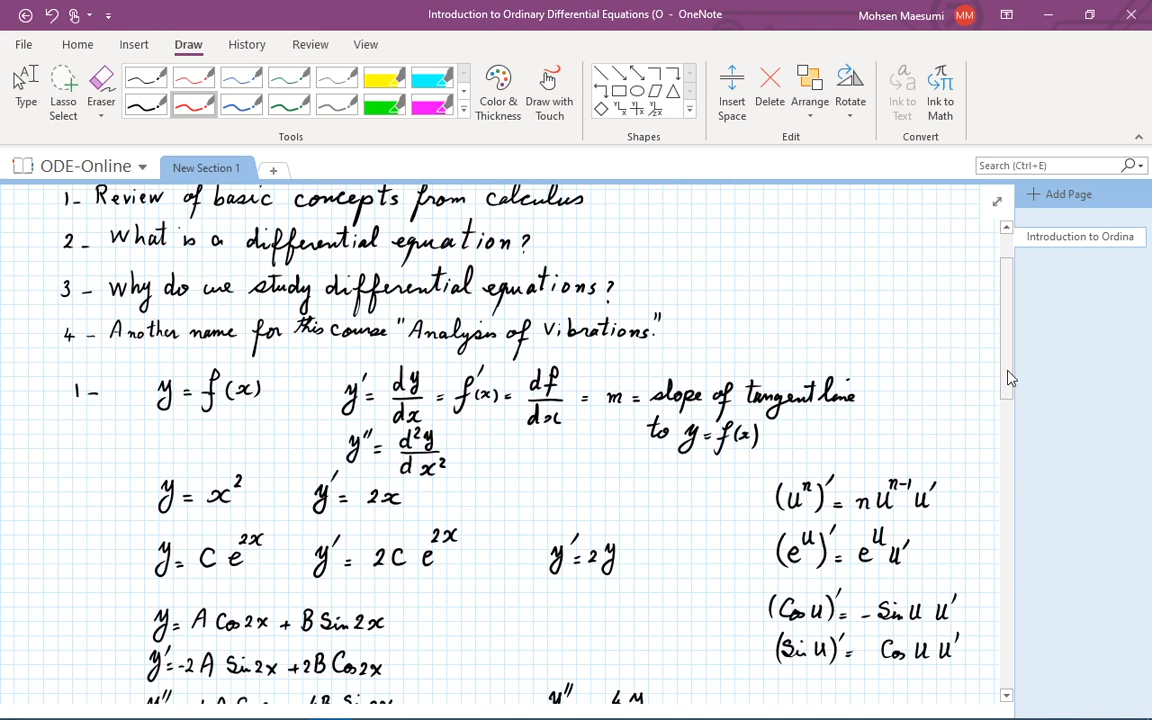 Introduction to Ordinary Differential Equations (O - OneNote
Mohsen Maesumi MM
File Home Insert Draw History Review View
Type Lasso Select Eraser
Color & Thickness Draw with Touch
Insert Space Delete Arrange Rotate
Ink to Text Ink to Math
Tools Shapes Edit Convert
ODE-Online New Section 1 +
Search (Ctrl+E)
+ Add Page
Introduction to Ordina
1- Review of basic concepts from calculus
2- What is a differential equation?
3- Why do we study differential equations?
4- Another name for this course "Analysis of Vibrations."
1- y = f(x) y' = dy/dx = f'(x) = df/dx = m = slope of tangent line
to y = f(x)
y'' = d²y/dx²
y = x² y' = 2x (uⁿ)' = n uⁿ⁻¹ u'
y = C e^{2x} y' = 2C e^{2x} y' = 2y (e^u)' = e^u u'
y = A Cos 2x + B Sin 2x (Cos u)' = - Sin u u'
y' = -2A Sin 2x + 2B Cos 2x (Sin u)' = Cos u u'